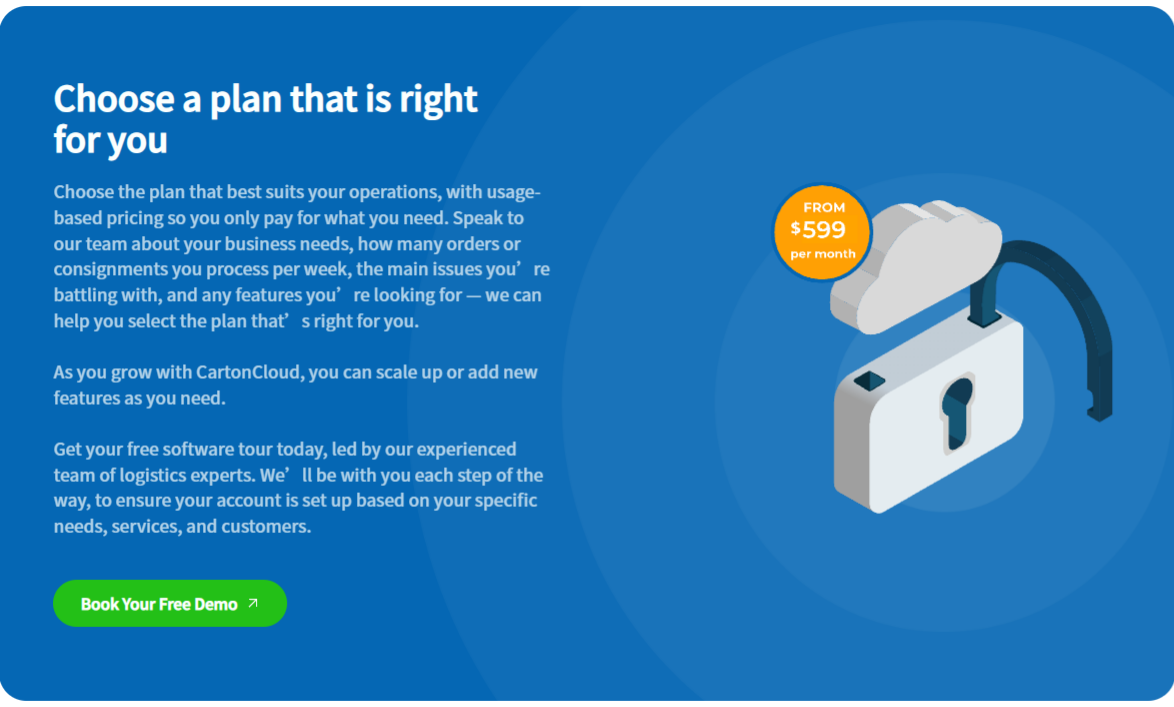 Choose a plan that is right
for you
Choose the plan that best suits your operations, with usage-
based pricing so you only pay for what you need. Speak to
our team about your business needs, how many orders or
consignments you process per week, the main issues you’re
battling with, and any features you’re looking for — we can
help you select the plan that’s right for you.
As you grow with CartonCloud, you can scale up or add new
features as you need.
Get your free software tour today, led by our experienced
team of logistics experts. We’ll be with you each step of the
way, to ensure your account is set up based on your specific
needs, services, and customers.
Book Your Free Demo
FROM
$599
per month